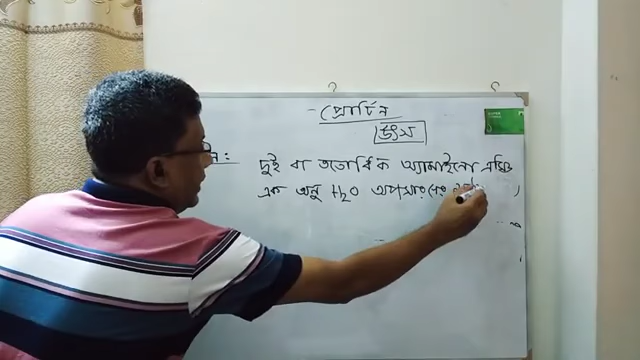 প্রোটিন
উৎস
ন:
দুই বা ততোধিক অ্যামাইনো এসিড
এক অনু H₂O অপসারণের